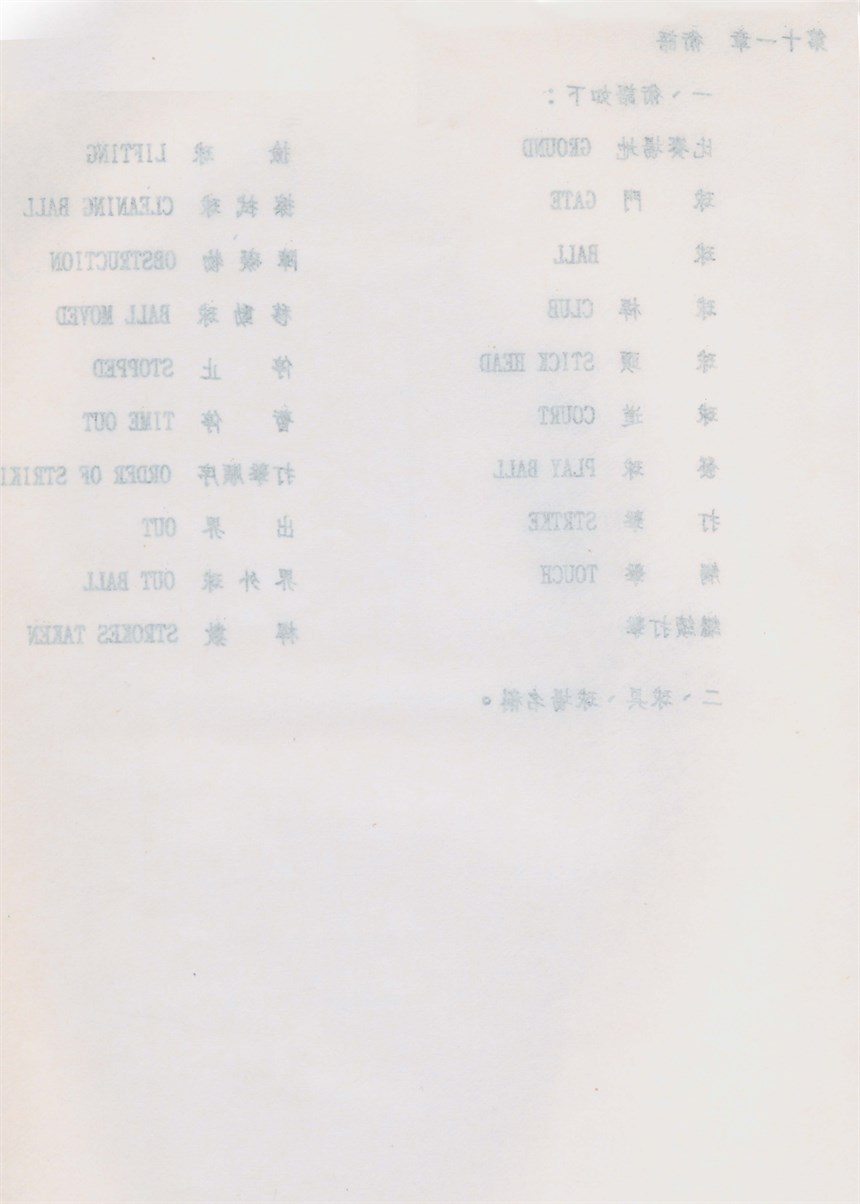 第十一章 術語
一、術語如下：
比賽場地 GROUND
球門 GATE
球 BALL
球桿 CLUB
球頭 STICK HEAD
球道 COURT
發球 PLAY BALL
打擊 STRIKE
觸擊 TOUCH
繼續打擊
二、球具、球場名稱。
撿球 LIFTING
擦拭球 CLEANING BALL
障礙物 OBSTRUCTION
移動球 BALL MOVED
停止 STOPPED
暫停 TIME OUT
打擊順序 ORDER OF STRIKI
出界 OUT
界外球 OUT BALL
桿數 STROKES TAKEN